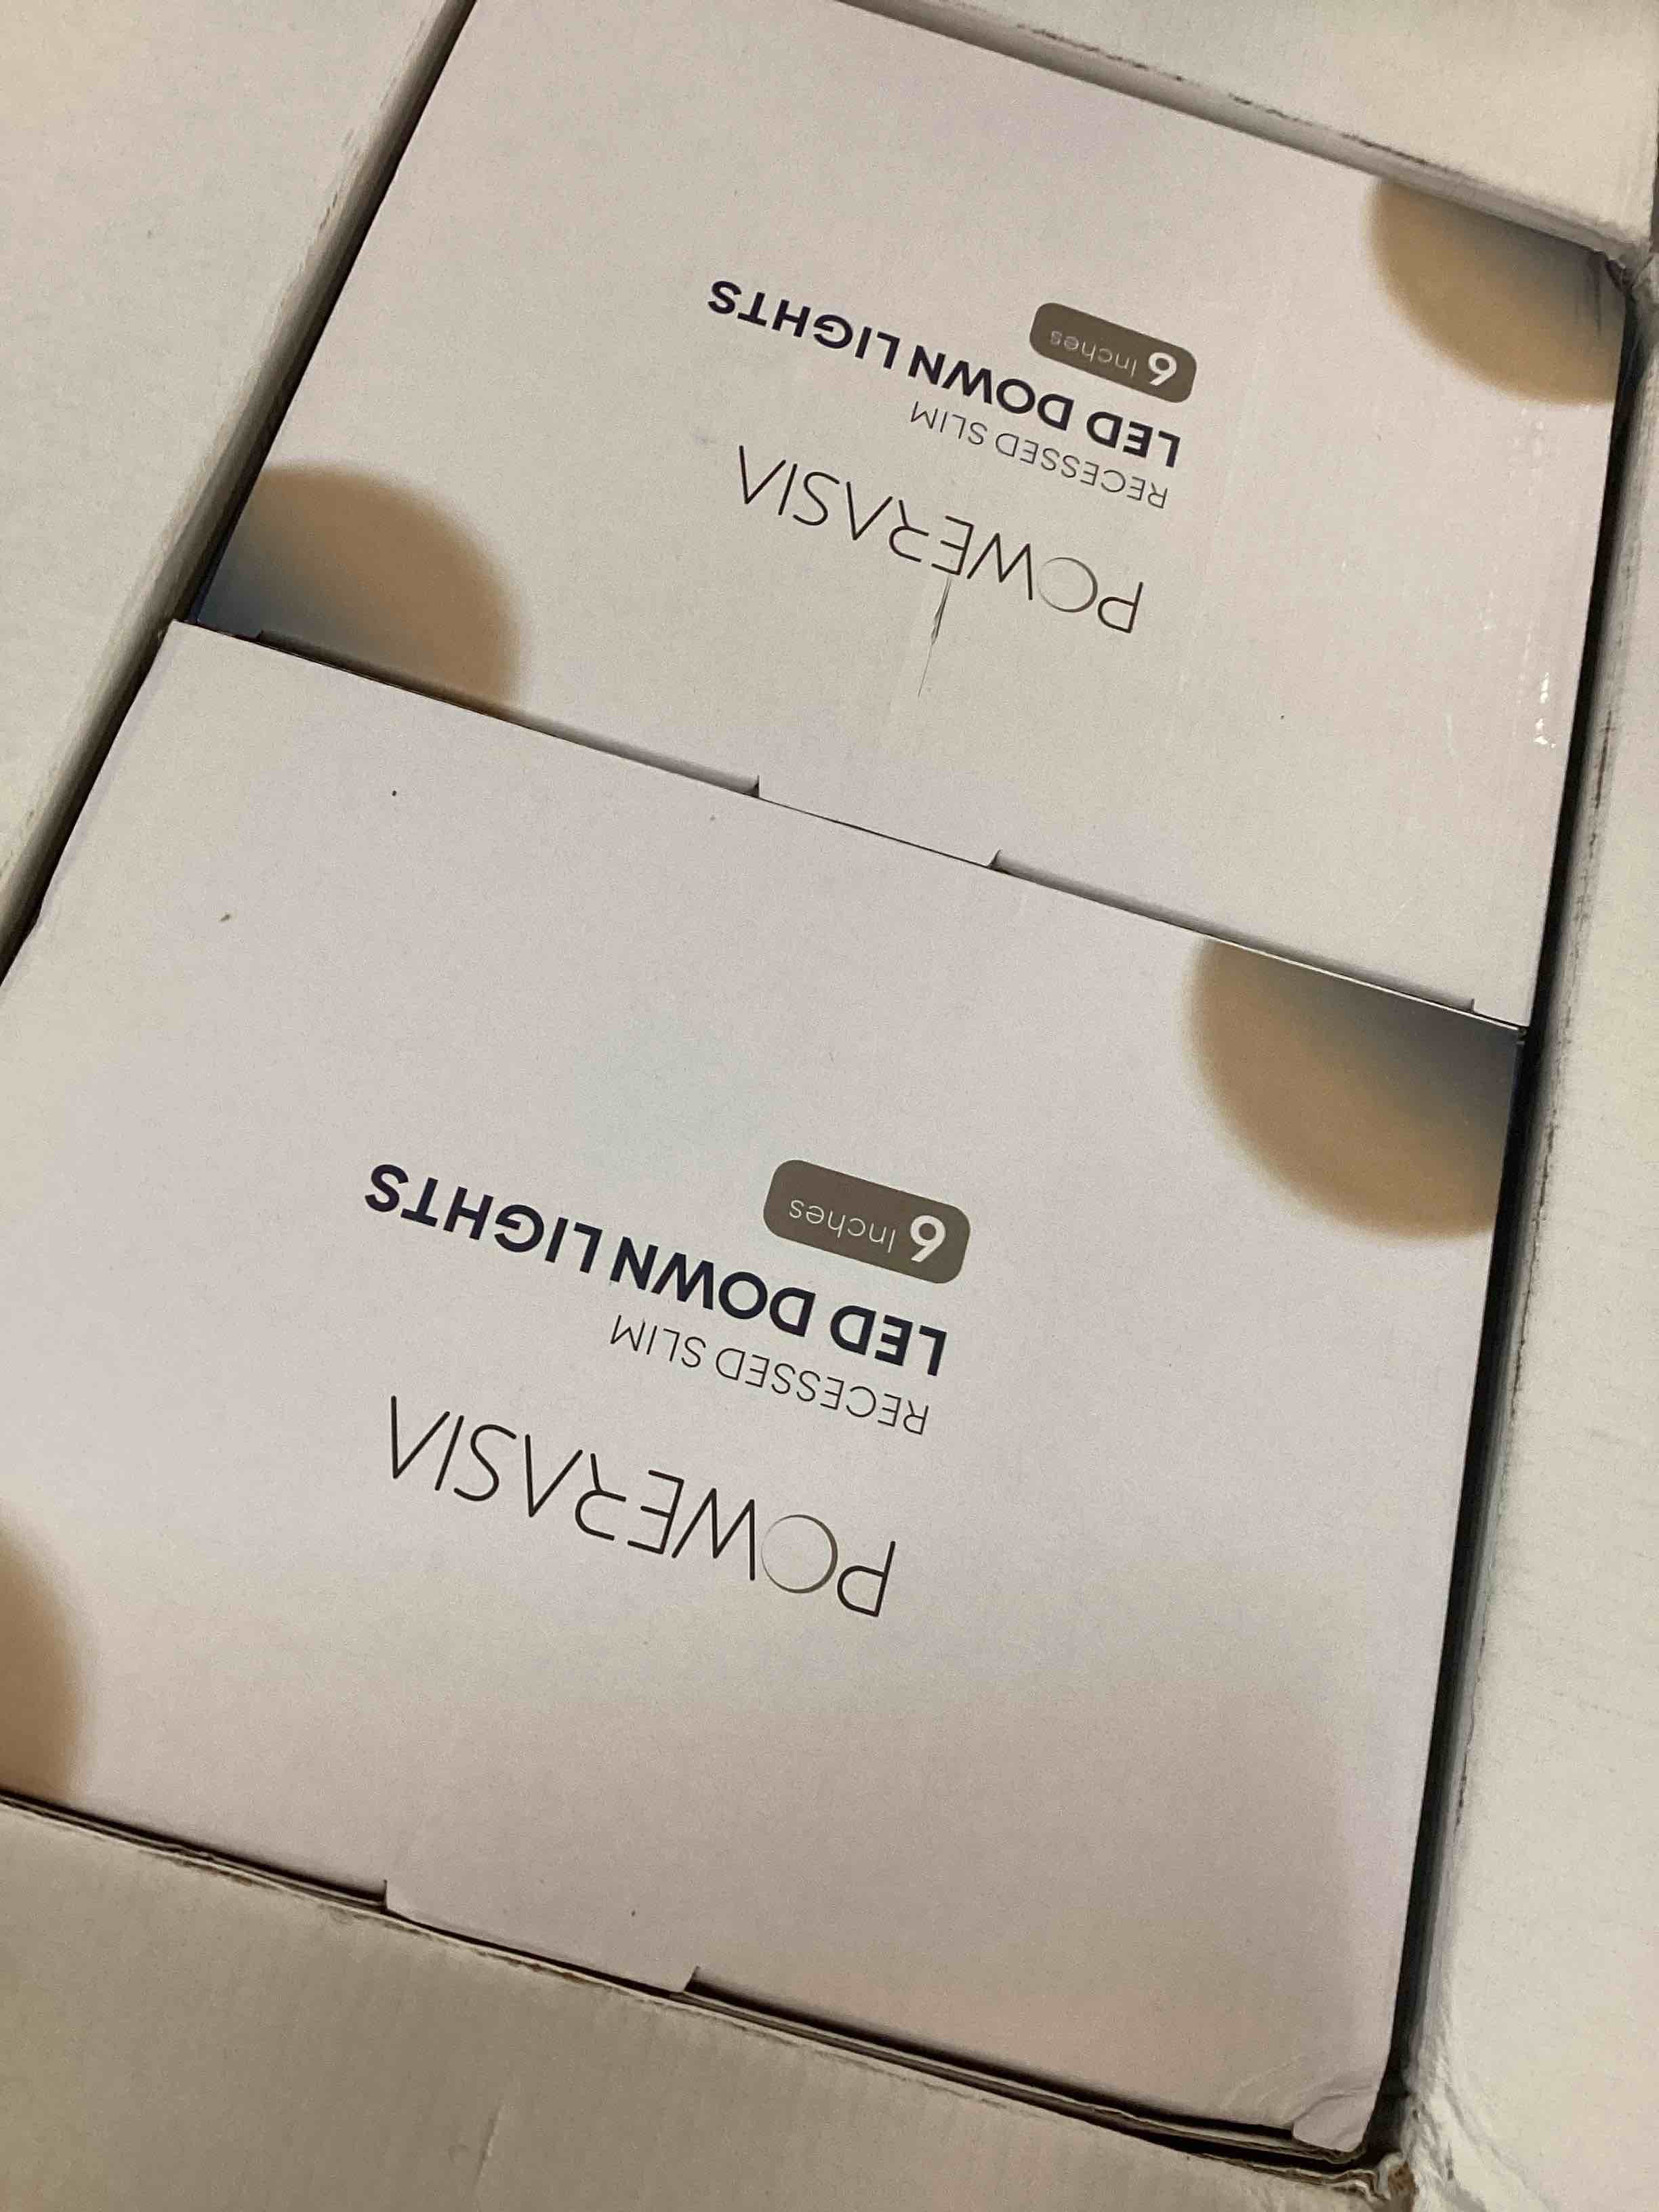 POWERASIA
RECESSED SLIM
LED DOWN LIGHTS
6 Inches
POWERASIA
RECESSED SLIM
LED DOWN LIGHTS
6 Inches